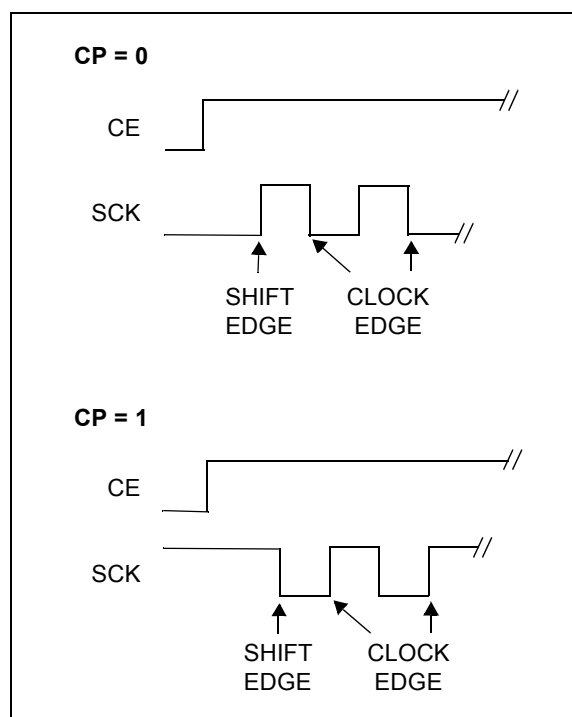 CP = 0
CE
SCK
SHIFT EDGE
CLOCK EDGE
CP = 1
CE
SCK
SHIFT EDGE
CLOCK EDGE